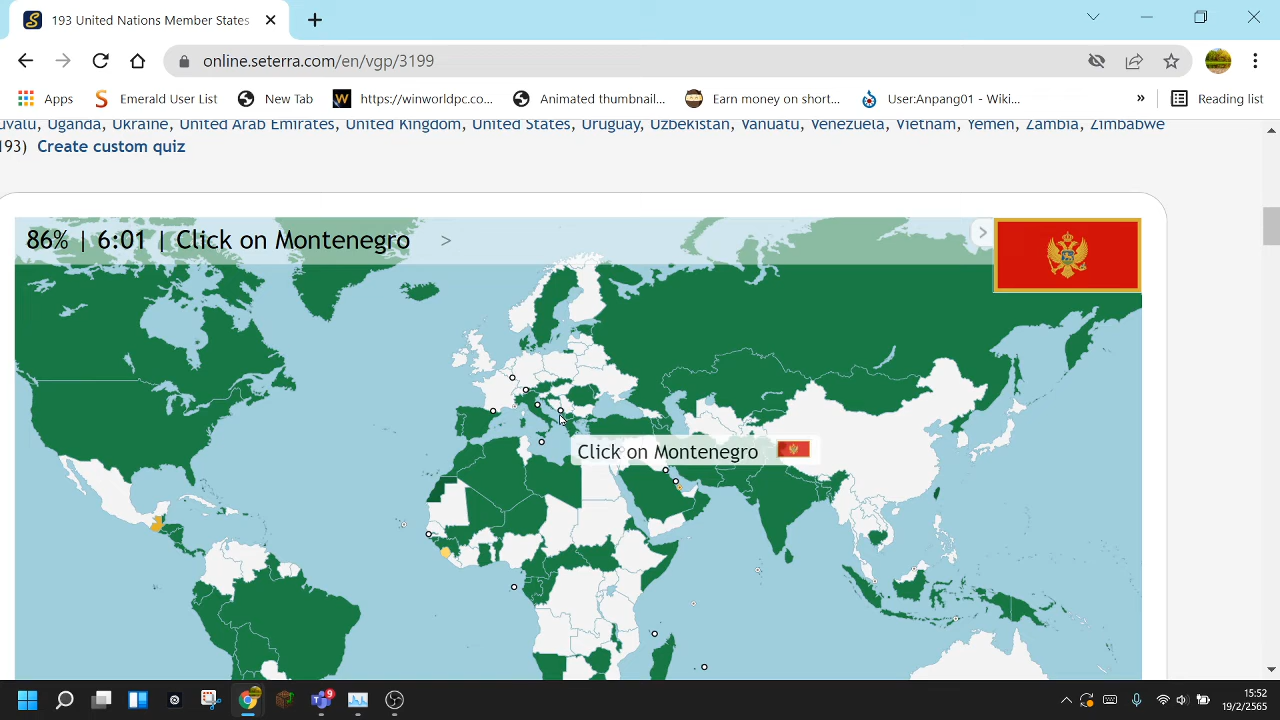 193 United Nations Member States
online.seterra.com/en/vgp/3199
Apps
Emerald User List
New Tab
https://winworldpc.co...
Animated thumbnail...
Earn money on short...
User:Anpang01 - Wiki...
»
Reading list
uvalu, Uganda, Ukraine, United Arab Emirates, United Kingdom, United States, Uruguay, Uzbekistan, Vanuatu, Venezuela, Vietnam, Yemen, Zambia, Zimbabwe
193) Create custom quiz
86% | 6:01 | Click on Montenegro >
Click on Montenegro
9
15:52
19/2/2565